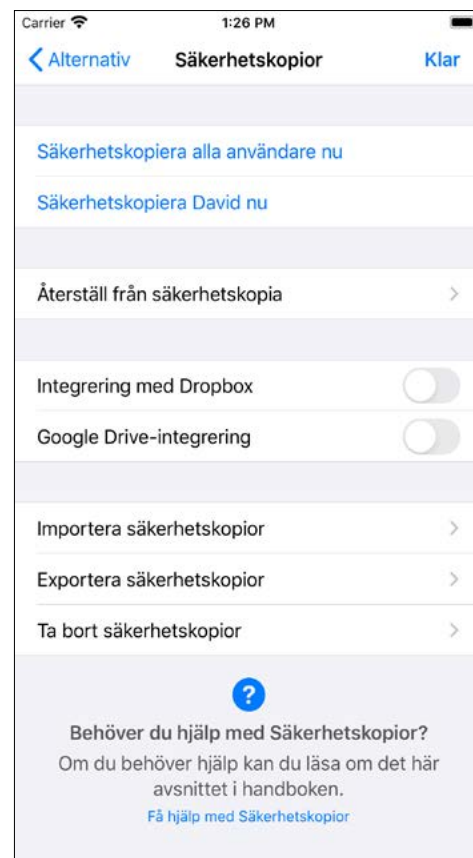 Carrier 1:26 PM
Alternativ Säkerhetskopior Klar
Säkerhetskopiera alla användare nu
Säkerhetskopiera David nu
Återställ från säkerhetskopia
Integrering med Dropbox
Google Drive-integrering
Importera säkerhetskopior
Exportera säkerhetskopior
Ta bort säkerhetskopior
?
Behöver du hjälp med Säkerhetskopior?
Om du behöver hjälp kan du läsa om det här
avsnittet i handboken.
Få hjälp med Säkerhetskopior